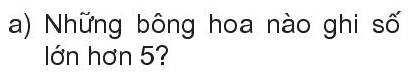 a) Những bông hoa nào ghi số
lớn hơn 5?